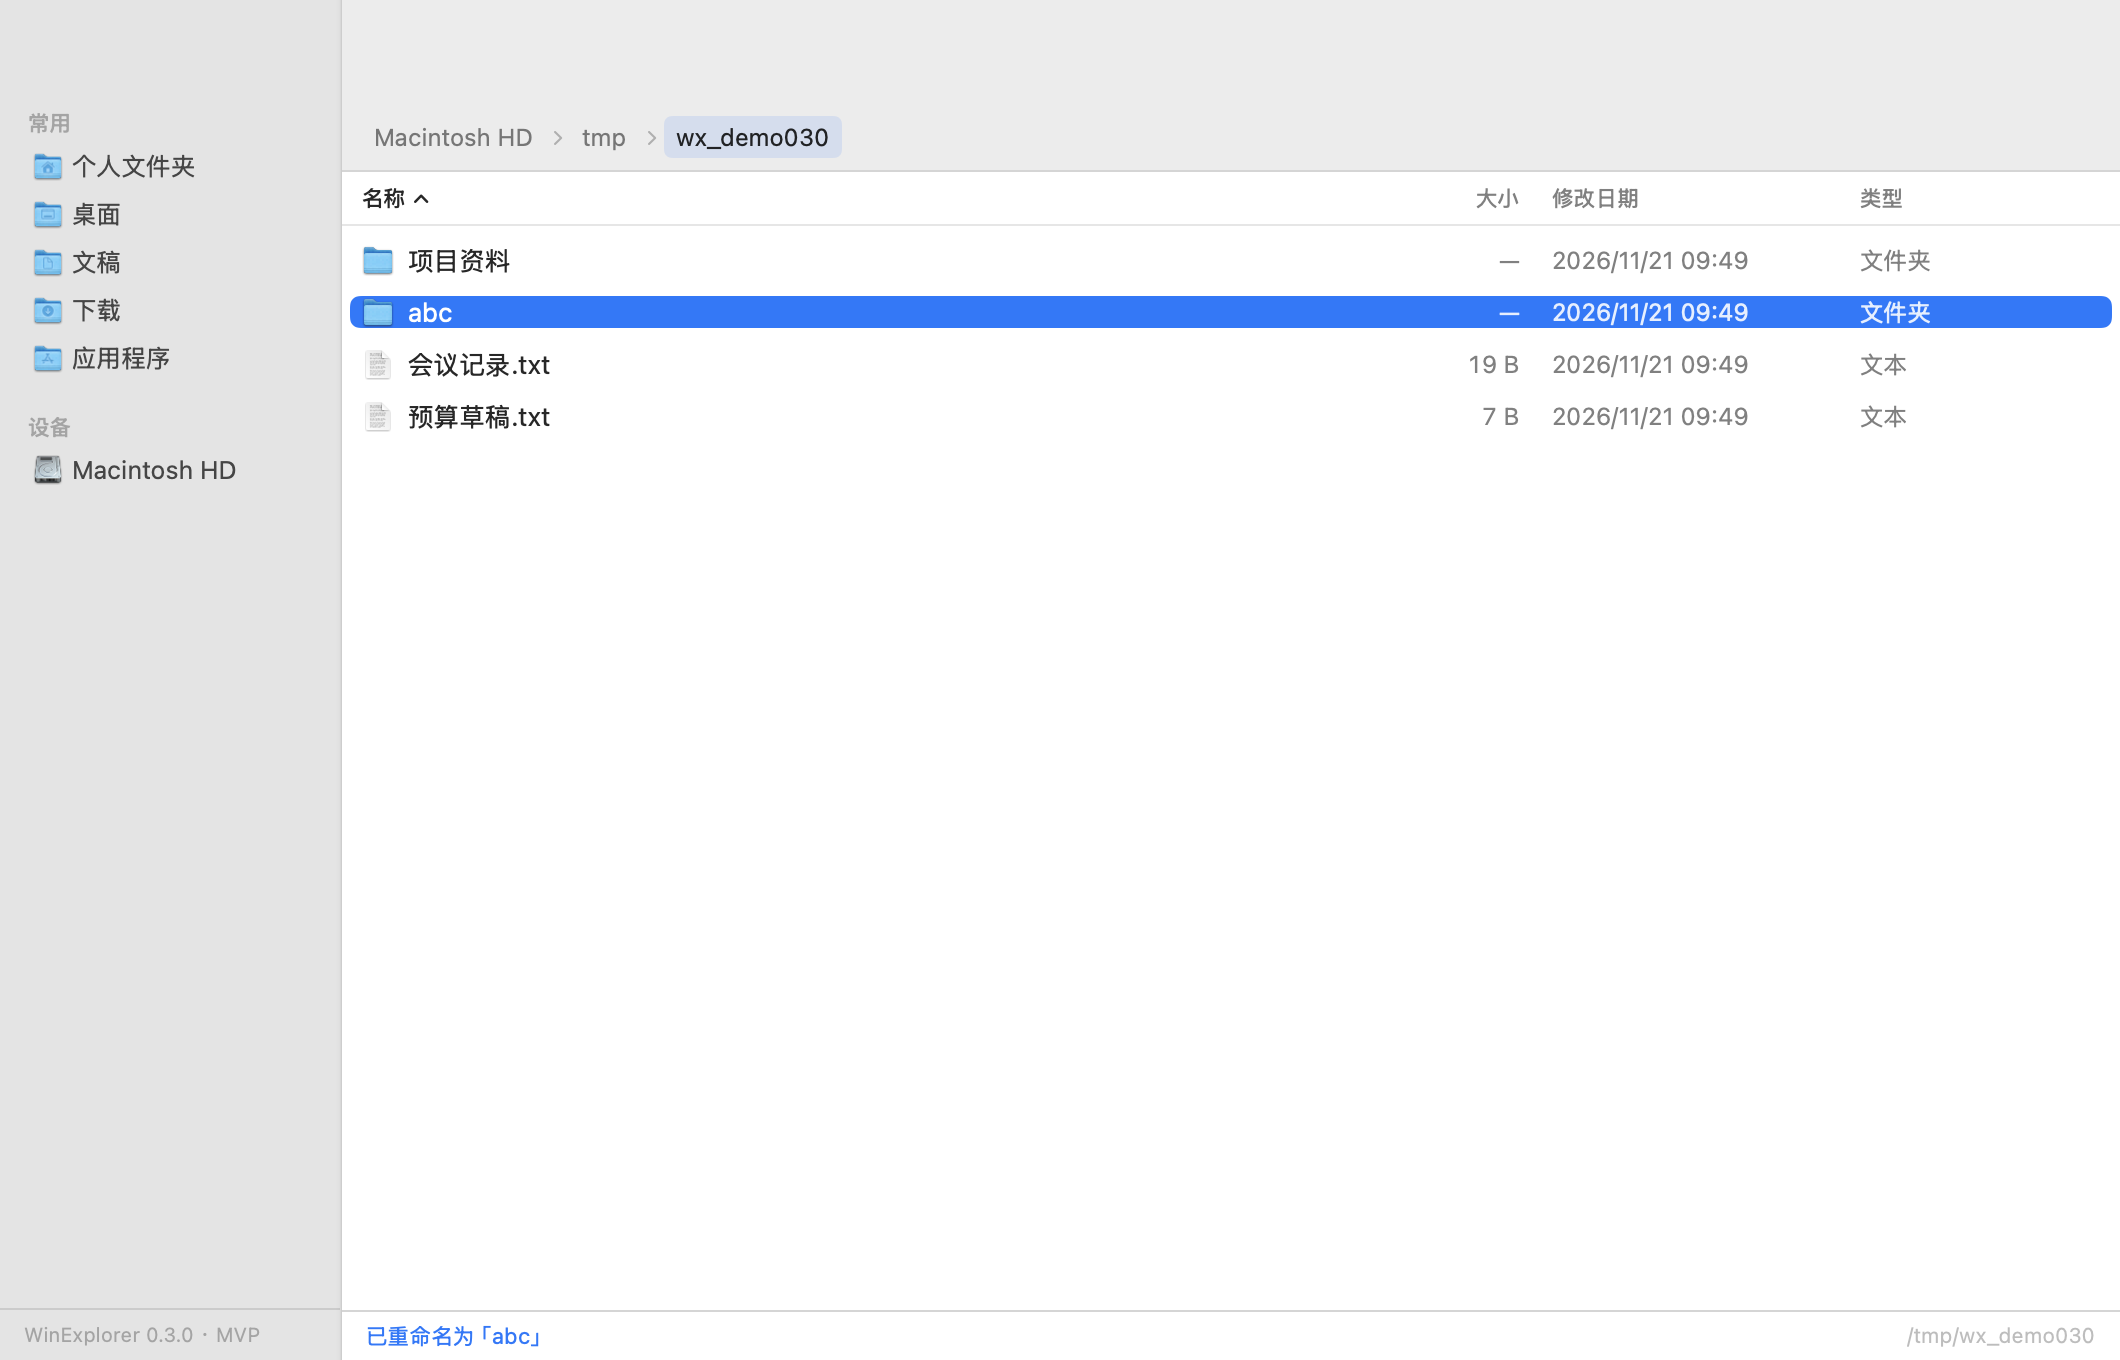 常用
个人文件夹
桌面
文稿
下载
应用程序
设备
Macintosh HD
WinExplorer 0.3.0 · MVP
Macintosh HD > tmp > wx_demo030
名称 大小 修改日期 类型
项目资料 — 2026/11/21 09:49 文件夹
abc — 2026/11/21 09:49 文件夹
会议记录.txt 19 B 2026/11/21 09:49 文本
预算草稿.txt 7 B 2026/11/21 09:49 文本
已重命名为「abc」 /tmp/wx_demo030